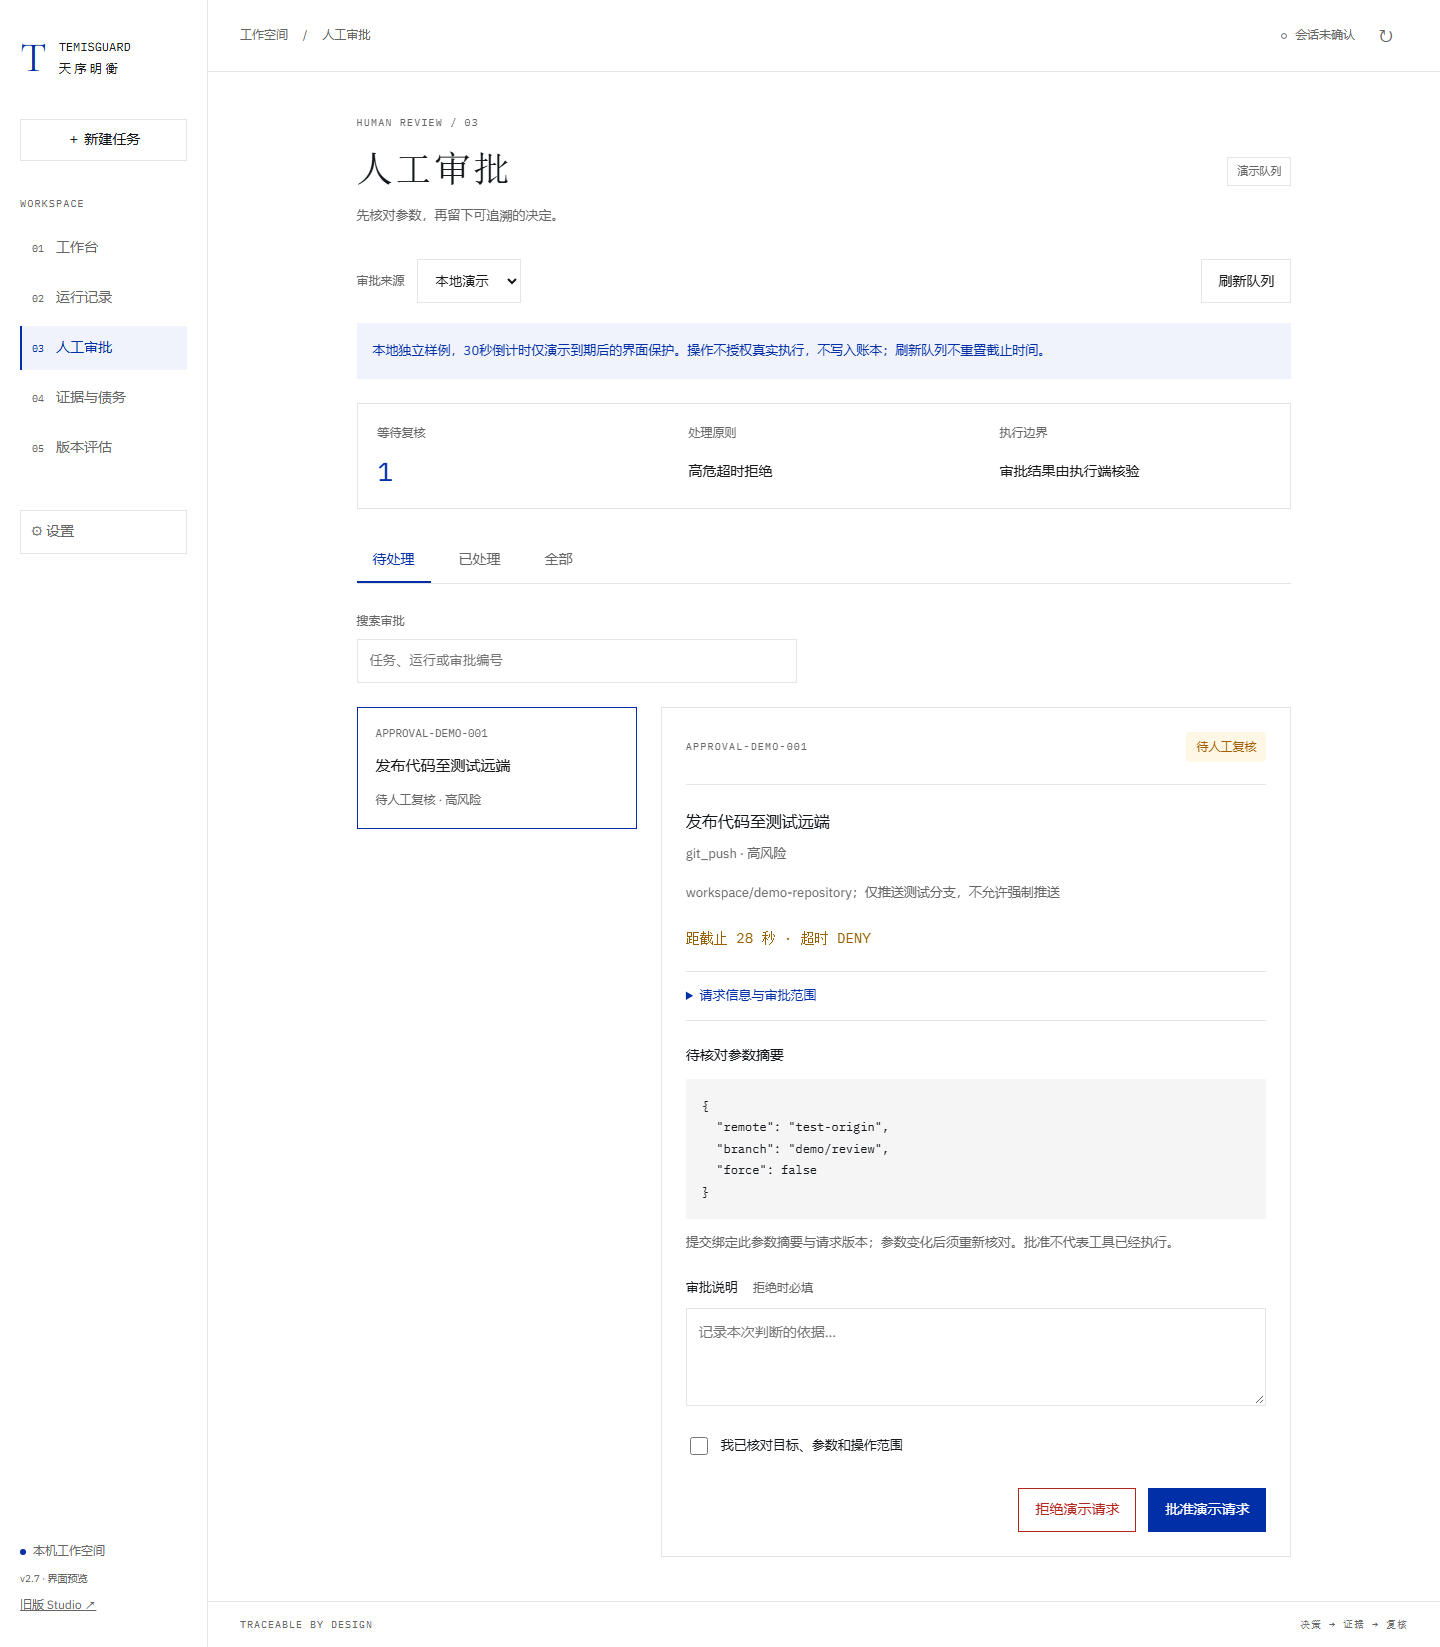 T
TEMISGUARD
天序明衡
+ 新建任务
WORKSPACE
01 工作台
02 运行记录
03 人工审批
04 证据与债务
05 版本评估
⚙ 设置
本机工作空间
v2.7 · 界面预览
旧版 Studio ↗
工作空间 / 人工审批
会话未确认 ↻
HUMAN REVIEW / 03
人工审批
演示队列
先核对参数，再留下可追溯的决定。
审批来源 本地演示
刷新队列
本地独立样例，30秒倒计时仅演示到期后的界面保护。操作不授权真实执行，不写入账本；刷新队列不重置截止时间。
等待复核
1
处理原则
高危超时拒绝
执行边界
审批结果由执行端核验
待处理 已处理 全部
搜索审批
任务、运行或审批编号
APPROVAL-DEMO-001
发布代码至测试远端
待人工复核 · 高风险
APPROVAL-DEMO-001
待人工复核
发布代码至测试远端
git_push · 高风险
workspace/demo-repository；仅推送测试分支，不允许强制推送
距截止 28 秒 · 超时 DENY
▶ 请求信息与审批范围
待核对参数摘要
{
"remote": "test-origin",
"branch": "demo/review",
"force": false
}
提交绑定此参数摘要与请求版本；参数变化后须重新核对。批准不代表工具已经执行。
审批说明 拒绝时必填
记录本次判断的依据…
我已核对目标、参数和操作范围
拒绝演示请求
批准演示请求
TRACEABLE BY DESIGN
决策 → 证据 → 复核